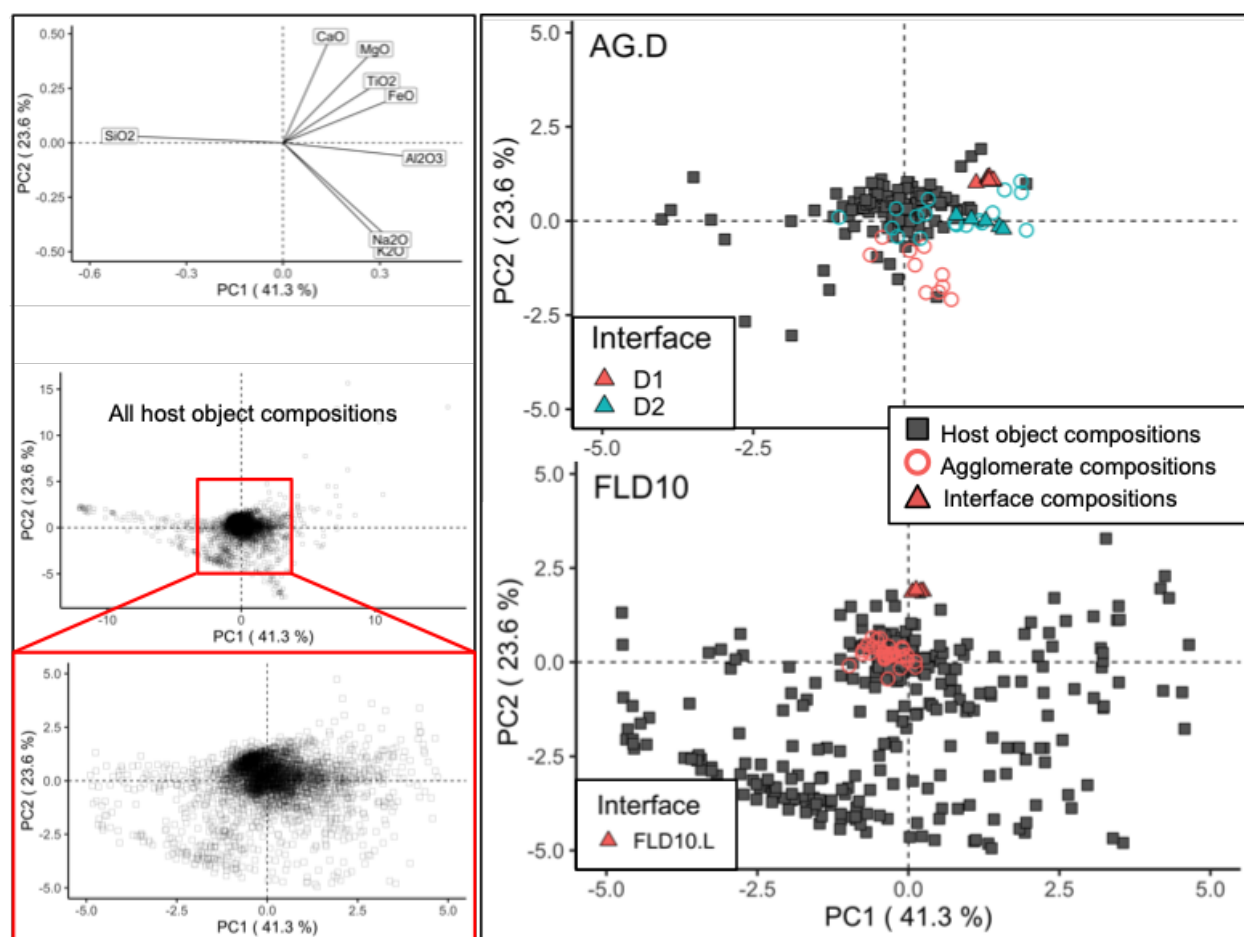 0.50
0.25
0.00
-0.25
-0.50
PC2 ( 23.6 %)
CaO
MgO
TiO2
FeO
SiO2
Al2O3
Na2O
K2O
-0.6
-0.3
0.0
0.3
PC1 ( 41.3 %)
15
10
5
0
-5
PC2 ( 23.6 %)
All host object compositions
-10
0
10
PC1 ( 41.3 %)
5.0
2.5
0.0
-2.5
-5.0
PC2 ( 23.6 %)
-5.0
-2.5
0.0
2.5
5.0
PC1 ( 41.3 %)
AG.D
5.0
2.5
0.0
-2.5
-5.0
PC2 ( 23.6 %)
Interface
D1
D2
-5.0
-2.5
Host object compositions
Agglomerate compositions
Interface compositions
FLD10
5.0
2.5
0.0
-2.5
-5.0
PC2 ( 23.6 %)
Interface
FLD10.L
-5.0
-2.5
0.0
2.5
5.0
PC1 ( 41.3 %)